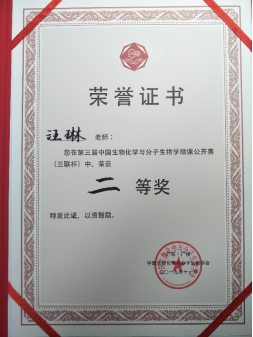 荣誉证书
汪琳 老师：
您在第三届中国生物化学与分子生物学微课公开赛
（三联杯）中，荣获
二等奖
特发此证，以资鼓励。